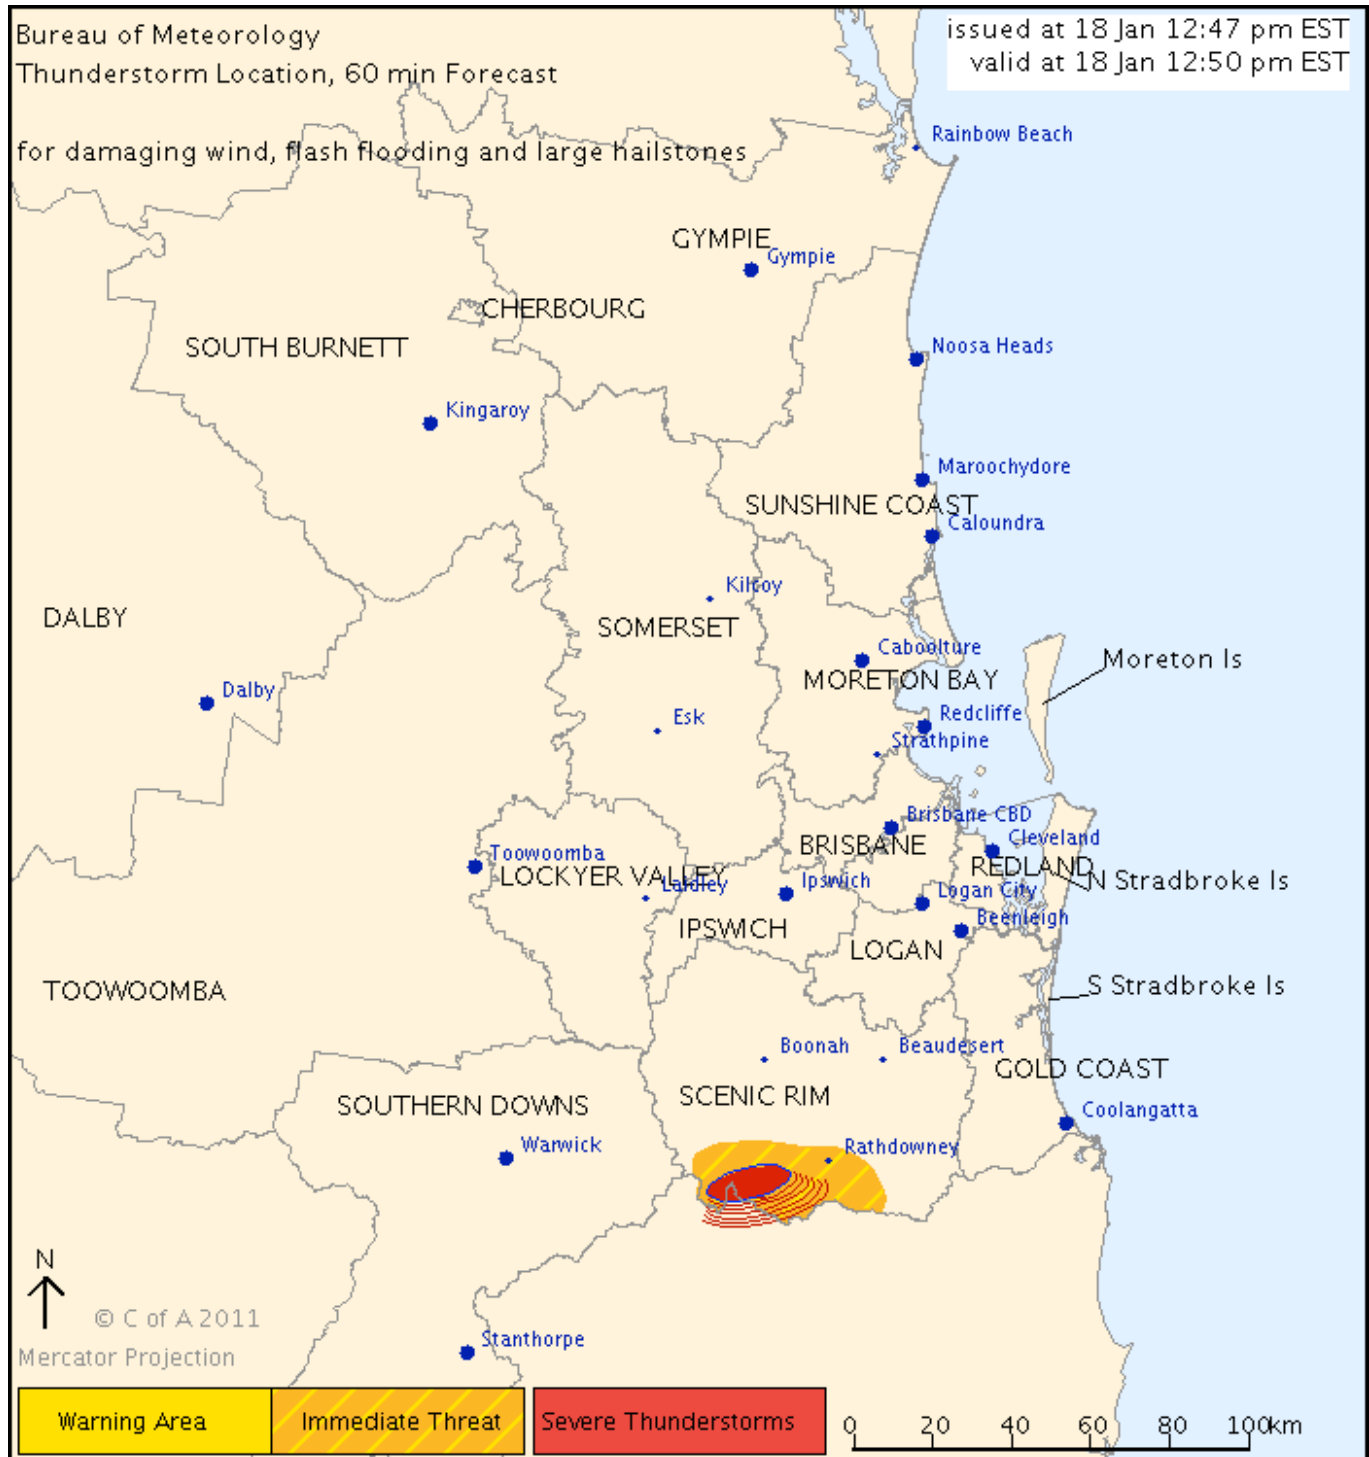 Bureau of Meteorology
issued at 18 Jan 12:47 pm EST
Thunderstorm Location, 60 min Forecast
valid at 18 Jan 12:50 pm EST
for damaging wind, flash flooding and large hailstones
Rainbow Beach
GYMPIE
Gympie
CHERBOURG
SOUTH BURNETT
Noosa Heads
Kingaroy
Maroochydore
SUNSHINE COAST
Caloundra
Kilcoy
DALBY
SOMERSET
Caboolture
Moreton Is
MORETON BAY
Dalby
Esk
Redcliffe
Strathpine
Brisbane CBD
BRISBANE
Cleveland
Toowoomba
LOCKYER VALLEY
REDLAND
Laidley
Ipswich
Logan City
N Stradbroke Is
IPSWICH
Beenleigh
LOGAN
TOOWOOMBA
S Stradbroke Is
Boonah
Beaudesert
GOLD COAST
SOUTHERN DOWNS
SCENIC RIM
Coolangatta
Warwick
Rathdowney
N
© C of A 2011
Stanthorpe
Mercator Projection
Warning Area
Immediate Threat
Severe Thunderstorms
0 20 40 60 80 100km